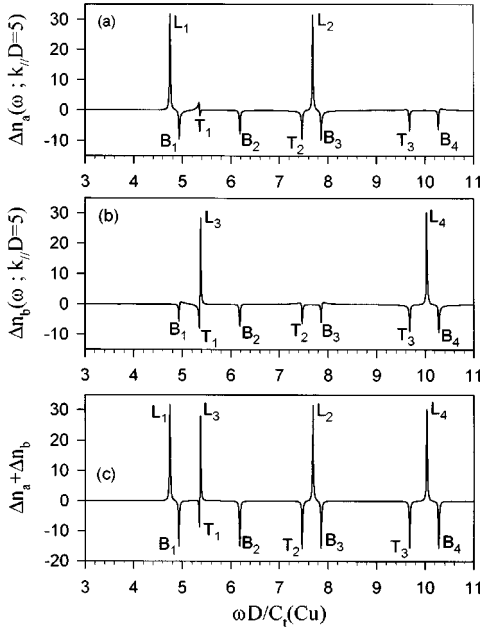 (a)
Δnₐ(ω ; k//D=5)
30
20
10
0
-10
L₁
L₂
B₁
T₁
B₂
T₂
B₃
T₃
B₄
3 4 5 6 7 8 9 10 11
(b)
Δn_b(ω ; k//D=5)
30
20
10
0
-10
L₃
L₄
B₁
T₁
B₂
T₂
B₃
T₃
B₄
3 4 5 6 7 8 9 10 11
(c)
Δnₐ+Δn_b
30
20
10
0
-10
-20
L₁
L₃
L₂
L₄
B₁
T₁
B₂
T₂
B₃
T₃
B₄
3 4 5 6 7 8 9 10 11
ωD/Cₜ(Cu)